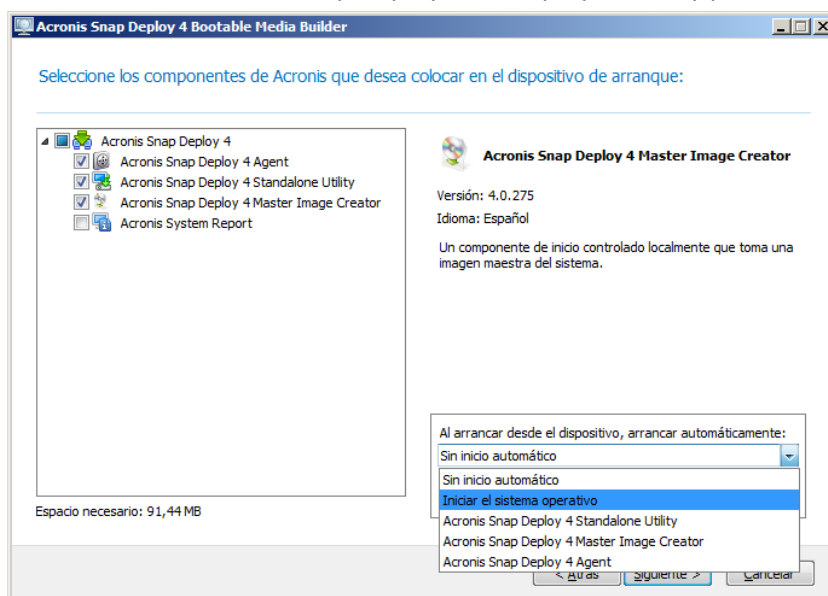 Acronis Snap Deploy 4 Bootable Media Builder
Seleccione los componentes de Acronis que desea colocar en el dispositivo de arranque:
Acronis Snap Deploy 4
Acronis Snap Deploy 4 Agent
Acronis Snap Deploy 4 Standalone Utility
Acronis Snap Deploy 4 Master Image Creator
Acronis System Report
Espacio necesario: 91,44 MB
Acronis Snap Deploy 4 Master Image Creator
Versión: 4.0.275
Idioma: Español
Un componente de inicio controlado localmente que toma una
imagen maestra del sistema.
Al arrancar desde el dispositivo, arrancar automáticamente:
Sin inicio automático
Sin inicio automático
Iniciar el sistema operativo
Acronis Snap Deploy 4 Standalone Utility
Acronis Snap Deploy 4 Master Image Creator
Acronis Snap Deploy 4 Agent
< Atrás
Siguiente >
Cancelar